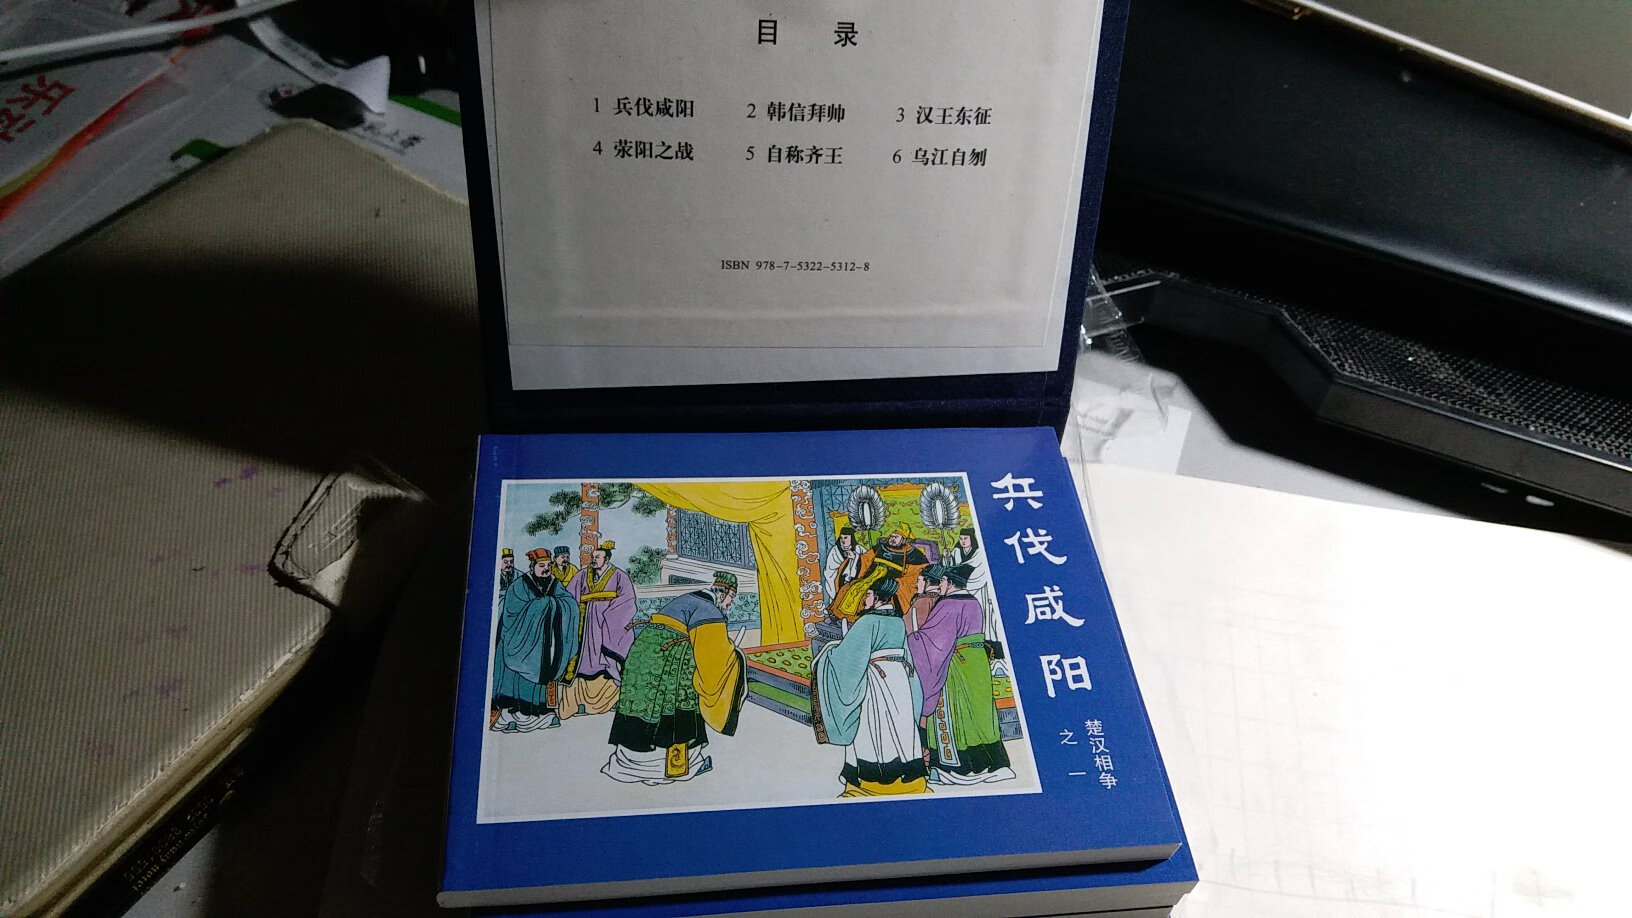 目 录
1 兵伐咸阳 2 韩信拜帅 3 汉王东征
4 荥阳之战 5 自称齐王 6 乌江自刎
ISBN 978-7-5322-5312-8
兵伐咸阳
楚汉相争
之一